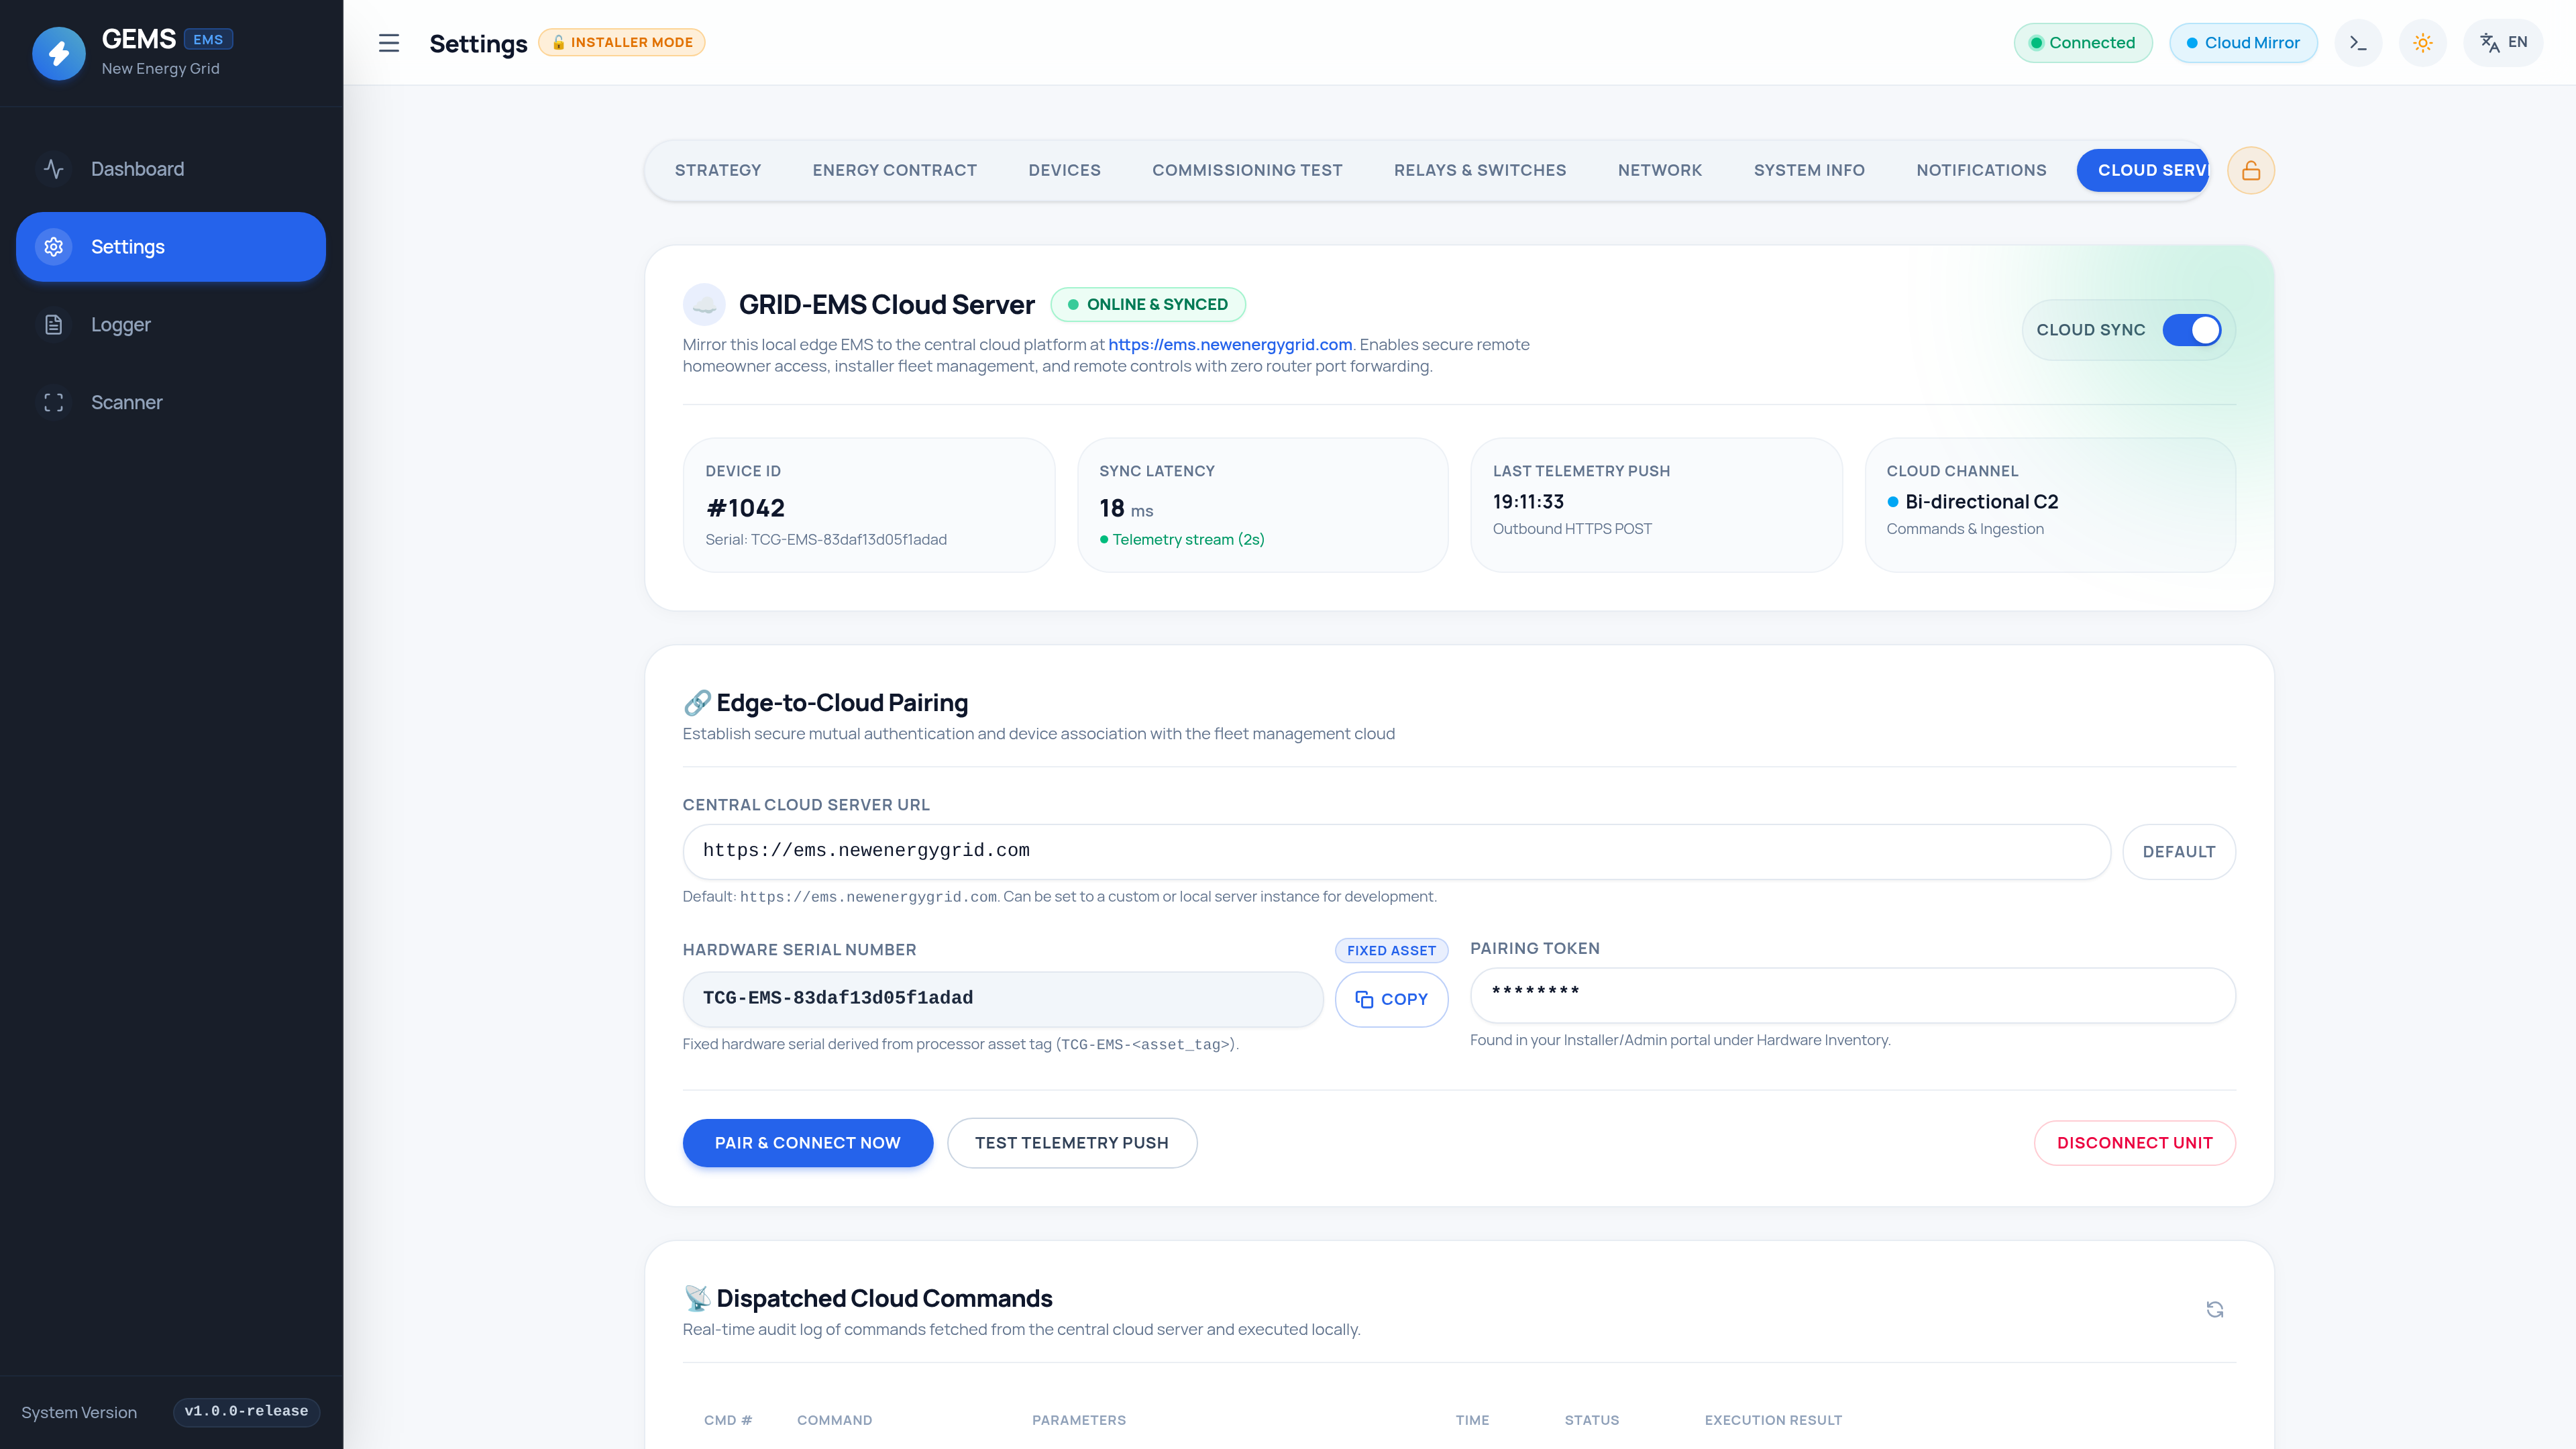 GEMS EMS
New Energy Grid
Dashboard
Settings
Logger
Scanner
System Version v1.0.0-release
Settings INSTALLER MODE
Connected Cloud Mirror EN
STRATEGY ENERGY CONTRACT DEVICES COMMISSIONING TEST RELAYS & SWITCHES NETWORK SYSTEM INFO NOTIFICATIONS CLOUD SERV
GRID-EMS Cloud Server ONLINE & SYNCED
Mirror this local edge EMS to the central cloud platform at https://ems.newenergygrid.com. Enables secure remote
homeowner access, installer fleet management, and remote controls with zero router port forwarding.
CLOUD SYNC
DEVICE ID
#1042
Serial: TCG-EMS-83daf13d05f1adad
SYNC LATENCY
18 ms
Telemetry stream (2s)
LAST TELEMETRY PUSH
19:11:33
Outbound HTTPS POST
CLOUD CHANNEL
Bi-directional C2
Commands & Ingestion
Edge-to-Cloud Pairing
Establish secure mutual authentication and device association with the fleet management cloud
CENTRAL CLOUD SERVER URL
https://ems.newenergygrid.com DEFAULT
Default: https://ems.newenergygrid.com. Can be set to a custom or local server instance for development.
HARDWARE SERIAL NUMBER FIXED ASSET
TCG-EMS-83daf13d05f1adad COPY
Fixed hardware serial derived from processor asset tag (TCG-EMS-<asset_tag>).
PAIRING TOKEN
********
Found in your Installer/Admin portal under Hardware Inventory.
PAIR & CONNECT NOW TEST TELEMETRY PUSH DISCONNECT UNIT
Dispatched Cloud Commands
Real-time audit log of commands fetched from the central cloud server and executed locally.
CMD # COMMAND PARAMETERS TIME STATUS EXECUTION RESULT